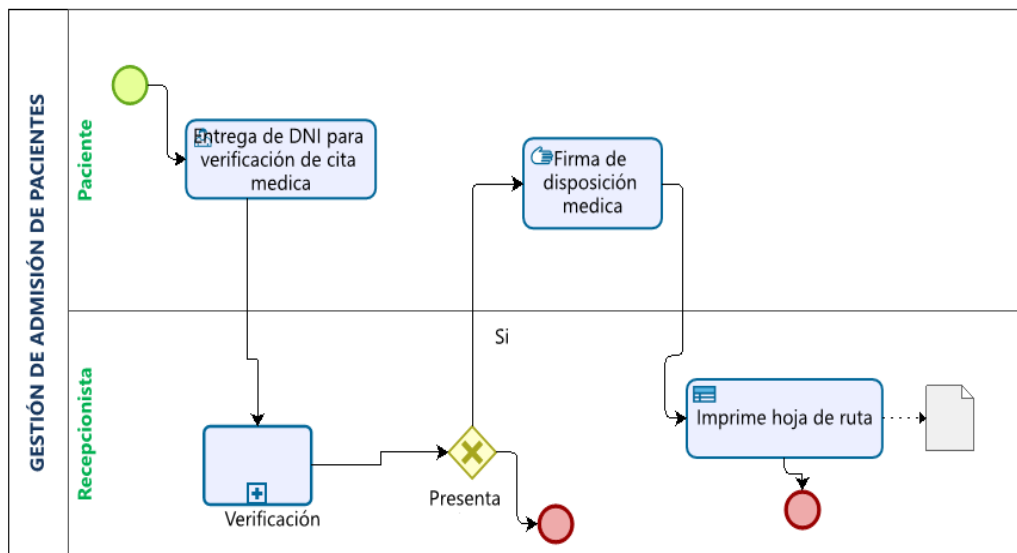 GESTIÓN DE ADMISIÓN DE PACIENTES
Paciente
Entrega de DNI para
verificación de cita
medica
Firma de
disposición
medica
Recepcionista
Si
Imprime hoja de ruta
Presenta
Verificación